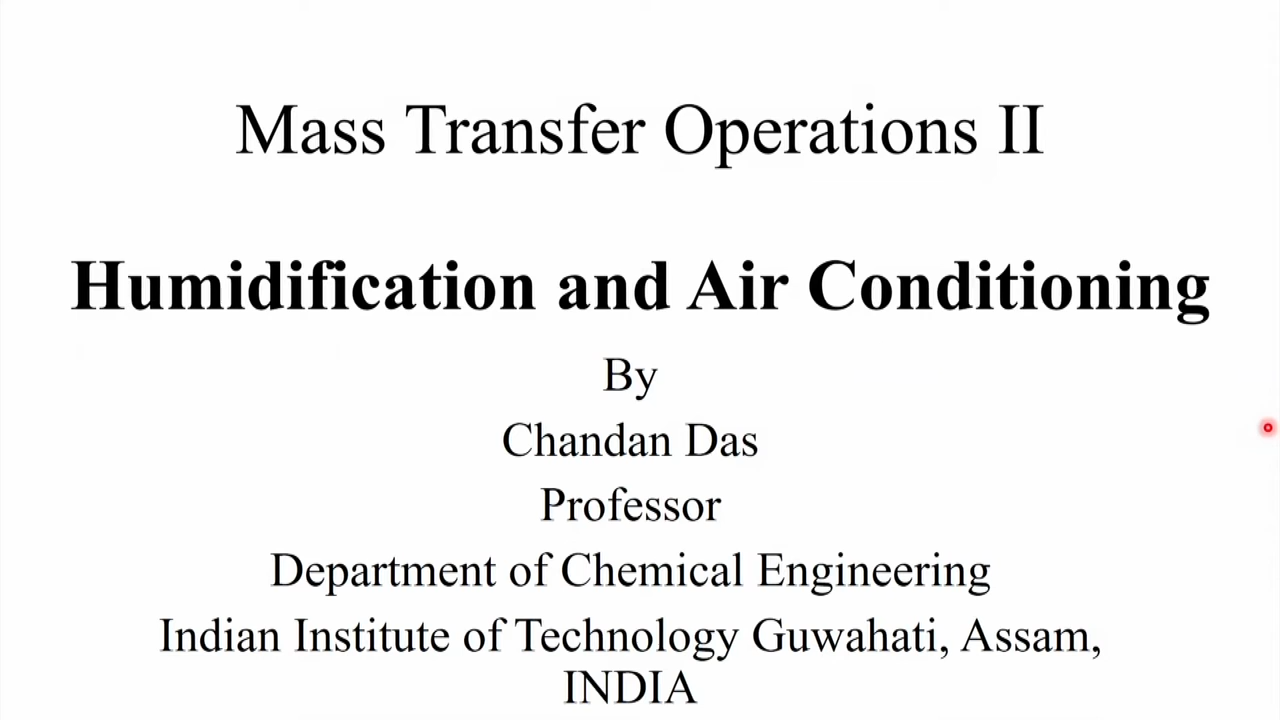 Mass Transfer Operations II
Humidification and Air Conditioning
By
Chandan Das
Professor
Department of Chemical Engineering
Indian Institute of Technology Guwahati, Assam,
INDIA